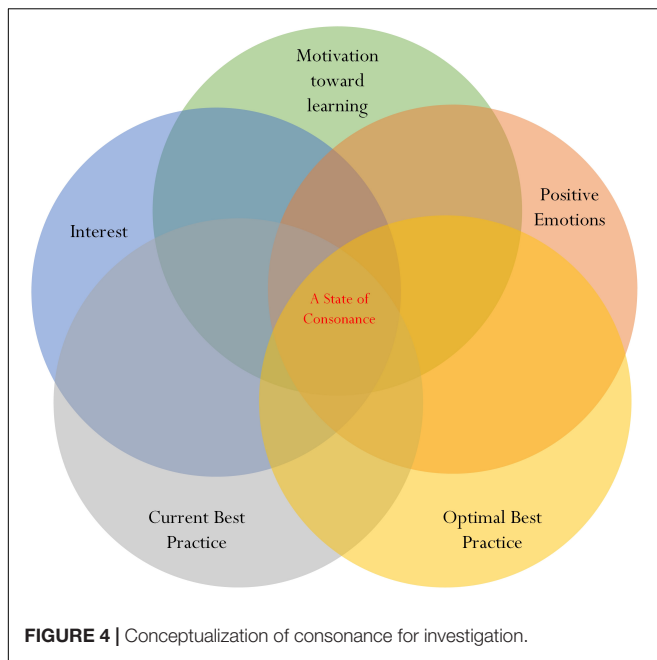 Motivation
toward
learning
Positive
Emotions
Interest
A State of
Consonance
Current Best
Practice
Optimal Best
Practice
FIGURE 4 | Conceptualization of consonance for investigation.